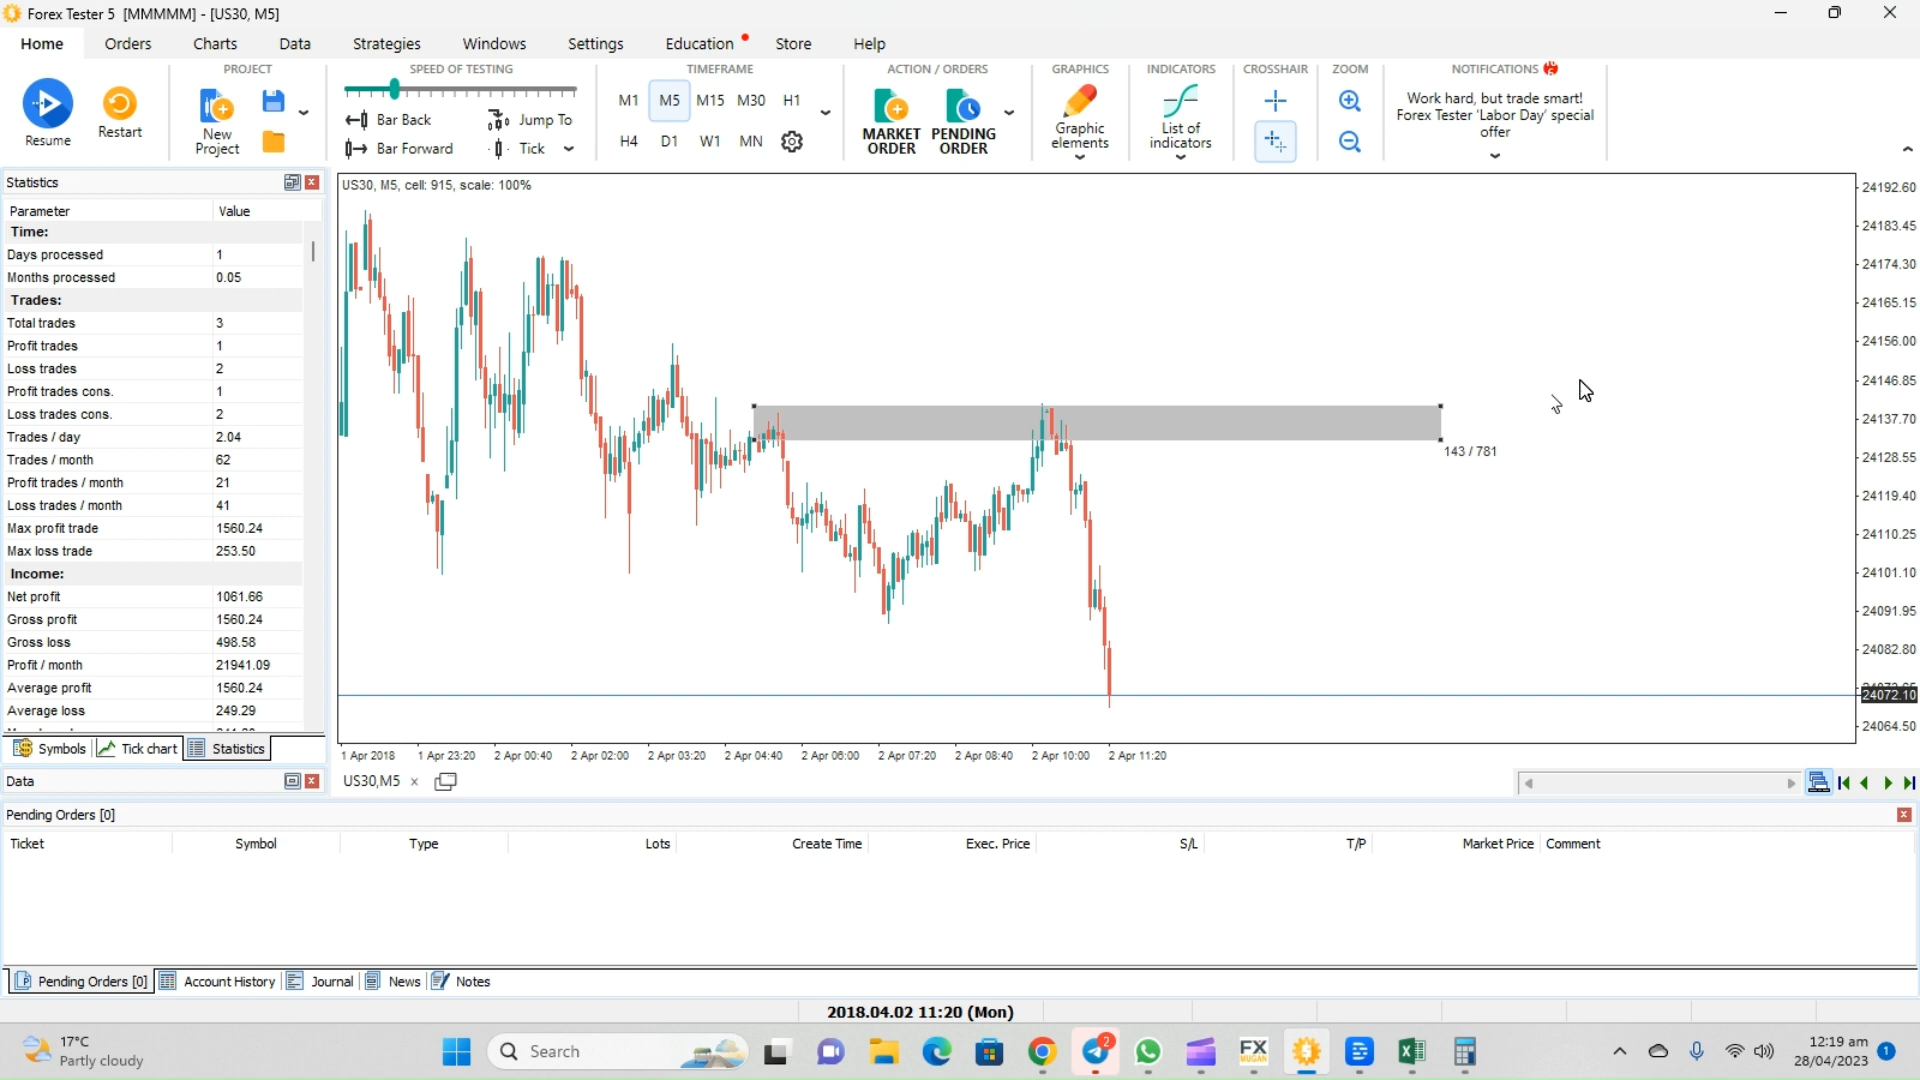 Forex Tester 5 [MMMMM] - [US30, M5]
Home Orders Charts Data Strategies Windows Settings Education Store Help
PROJECT SPEED OF TESTING TIMEFRAME ACTION / ORDERS GRAPHICS INDICATORS CROSSHAIR ZOOM NOTIFICATIONS
Resume
Restart
New
Project
Bar Back
Jump To
Bar Forward
Tick
M1 M5 M15 M30 H1
H4 D1 W1 MN
MARKET
ORDER
PENDING
ORDER
Graphic
elements
List of
indicators
Work hard, but trade smart!
Forex Tester 'Labor Day' special
offer
Statistics
Parameter Value
Time:
Days processed 1
Months processed 0.05
Trades:
Total trades 3
Profit trades 1
Loss trades 2
Profit trades cons. 1
Loss trades cons. 2
Trades / day 2.04
Trades / month 62
Profit trades / month 21
Loss trades / month 41
Max profit trade 1560.24
Max loss trade 253.50
Income:
Net profit 1061.66
Gross profit 1560.24
Gross loss 498.58
Profit / month 21941.09
Average profit 1560.24
Average loss 249.29
Symbols Tick chart Statistics
Data
US30, M5, cell: 915, scale: 100%
143 / 781
24192.60
24183.45
24174.30
24165.15
24156.00
24146.85
24137.70
24128.55
24119.40
24110.25
24101.10
24091.95
24082.80
24072.10
24064.50
1 Apr 2018 1 Apr 23:20 2 Apr 00:40 2 Apr 02:00 2 Apr 03:20 2 Apr 04:40 2 Apr 06:00 2 Apr 07:20 2 Apr 08:40 2 Apr 10:00 2 Apr 11:20
US30,M5
Pending Orders [0]
Ticket Symbol Type Lots Create Time Exec. Price S/L T/P Market Price Comment
Pending Orders [0] Account History Journal News Notes
2018.04.02 11:20 (Mon)
17°C
Partly cloudy
Search
2
FX
MUGAN
12:19 am
28/04/2023
1